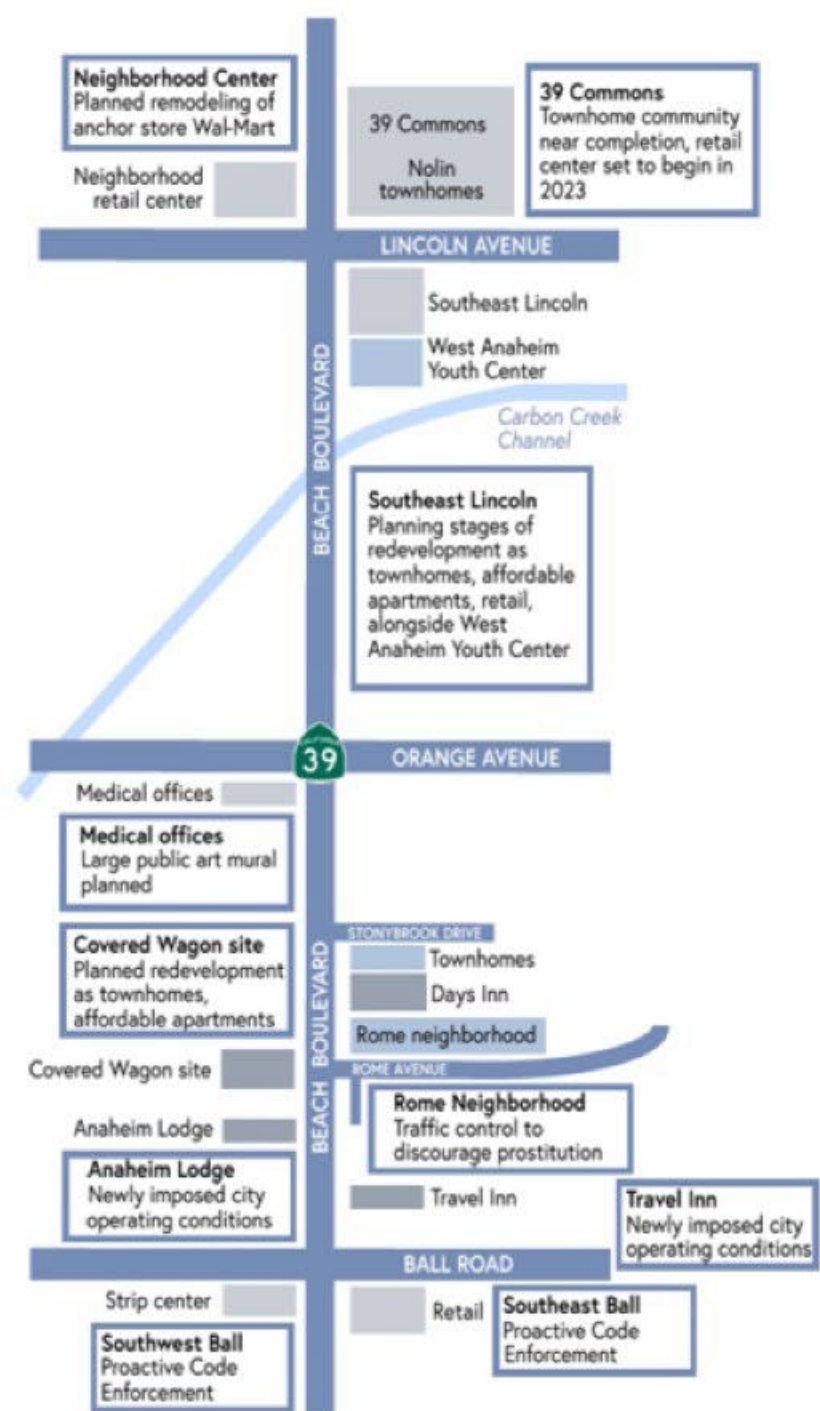 Neighborhood Center
Planned remodeling of
anchor store Wal-Mart
Neighborhood
retail center
39 Commons
Nolin
townhomes
39 Commons
Townhome community
near completion, retail
center set to begin in
2023
LINCOLN AVENUE
Southeast Lincoln
West Anaheim
Youth Center
BEACH BOULEVARD
Carbon Creek
Channel
Southeast Lincoln
Planning stages of
redevelopment as
townhomes, affordable
apartments, retail,
alongside West
Anaheim Youth Center
CALIFORNIA
39
ORANGE AVENUE
Medical offices
Medical offices
Large public art mural
planned
STONYBROOK DRIVE
Covered Wagon site
Planned redevelopment
as townhomes,
affordable apartments
Townhomes
Days Inn
BEACH BOULEVARD
Rome neighborhood
Covered Wagon site
ROME AVENUE
Rome Neighborhood
Traffic control to
discourage prostitution
Anaheim Lodge
Anaheim Lodge
Newly imposed city
operating conditions
Travel Inn
Travel Inn
Newly imposed city
operating conditions
BALL ROAD
Strip center
Southwest Ball
Proactive Code
Enforcement
Retail
Southeast Ball
Proactive Code
Enforcement